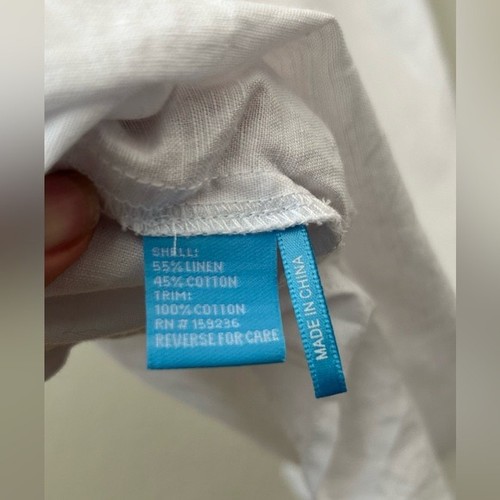 SHELL:
55% LINEN
45% COTTON
TRIM:
100% COTTON
RN # 159236
REVERSE FOR CARE
MADE IN CHINA